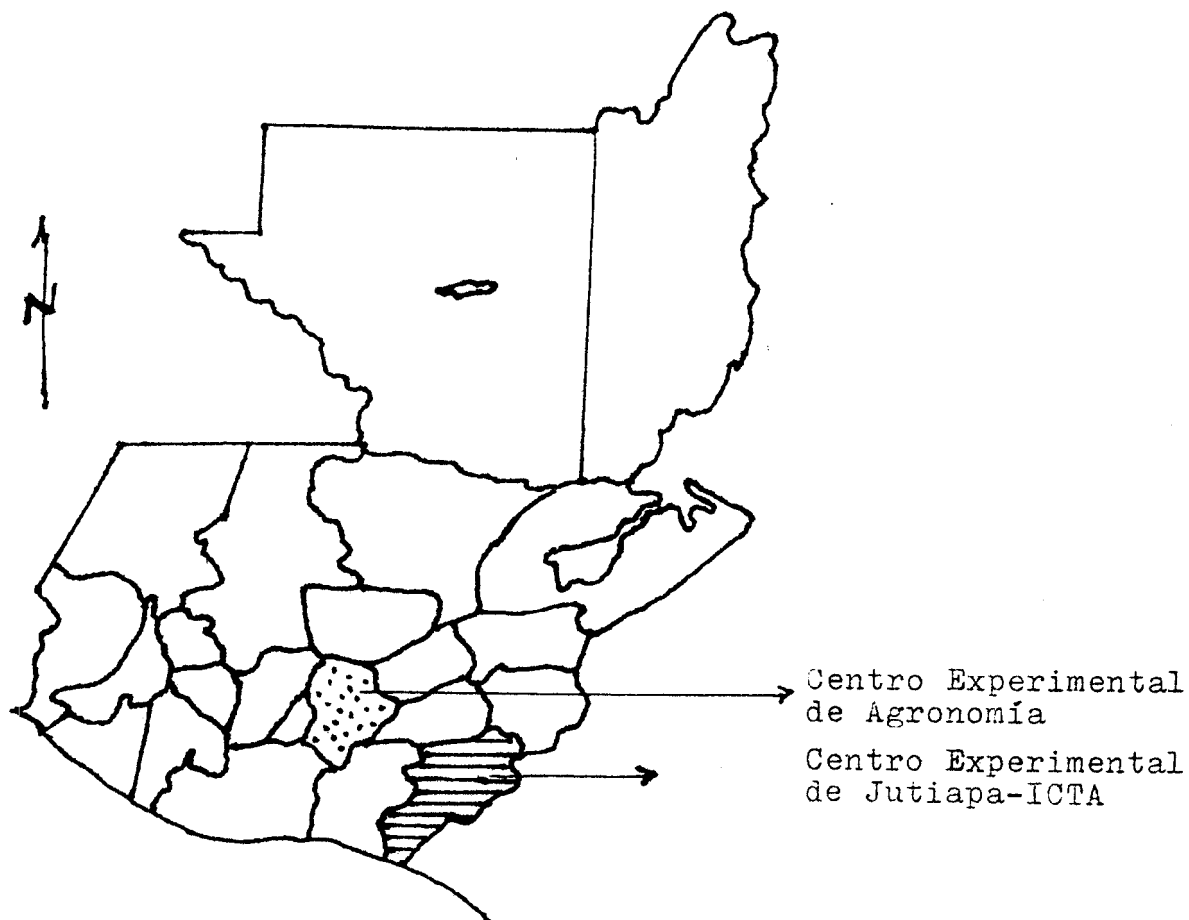 N
Centro Experimental
de Agronomía
Centro Experimental
de Jutiapa-ICTA